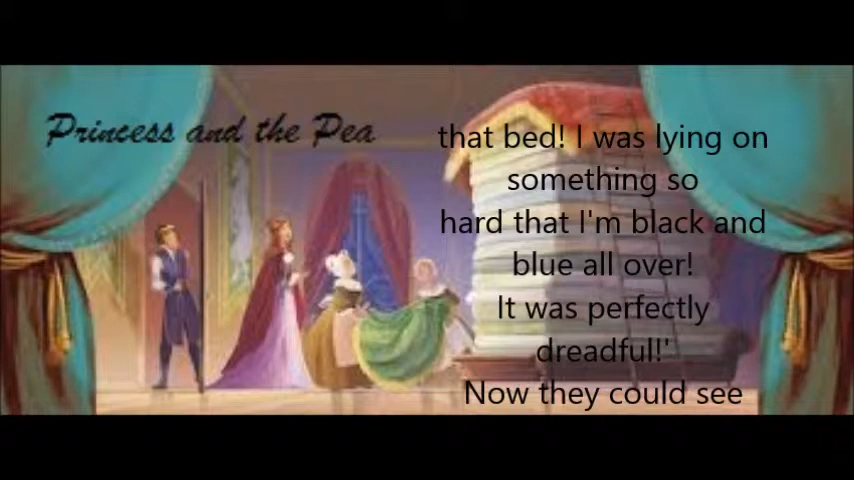 Princess and the Pea
that bed! I was lying on
something so
hard that I'm black and
blue all over!
It was perfectly
dreadful!'
Now they could see